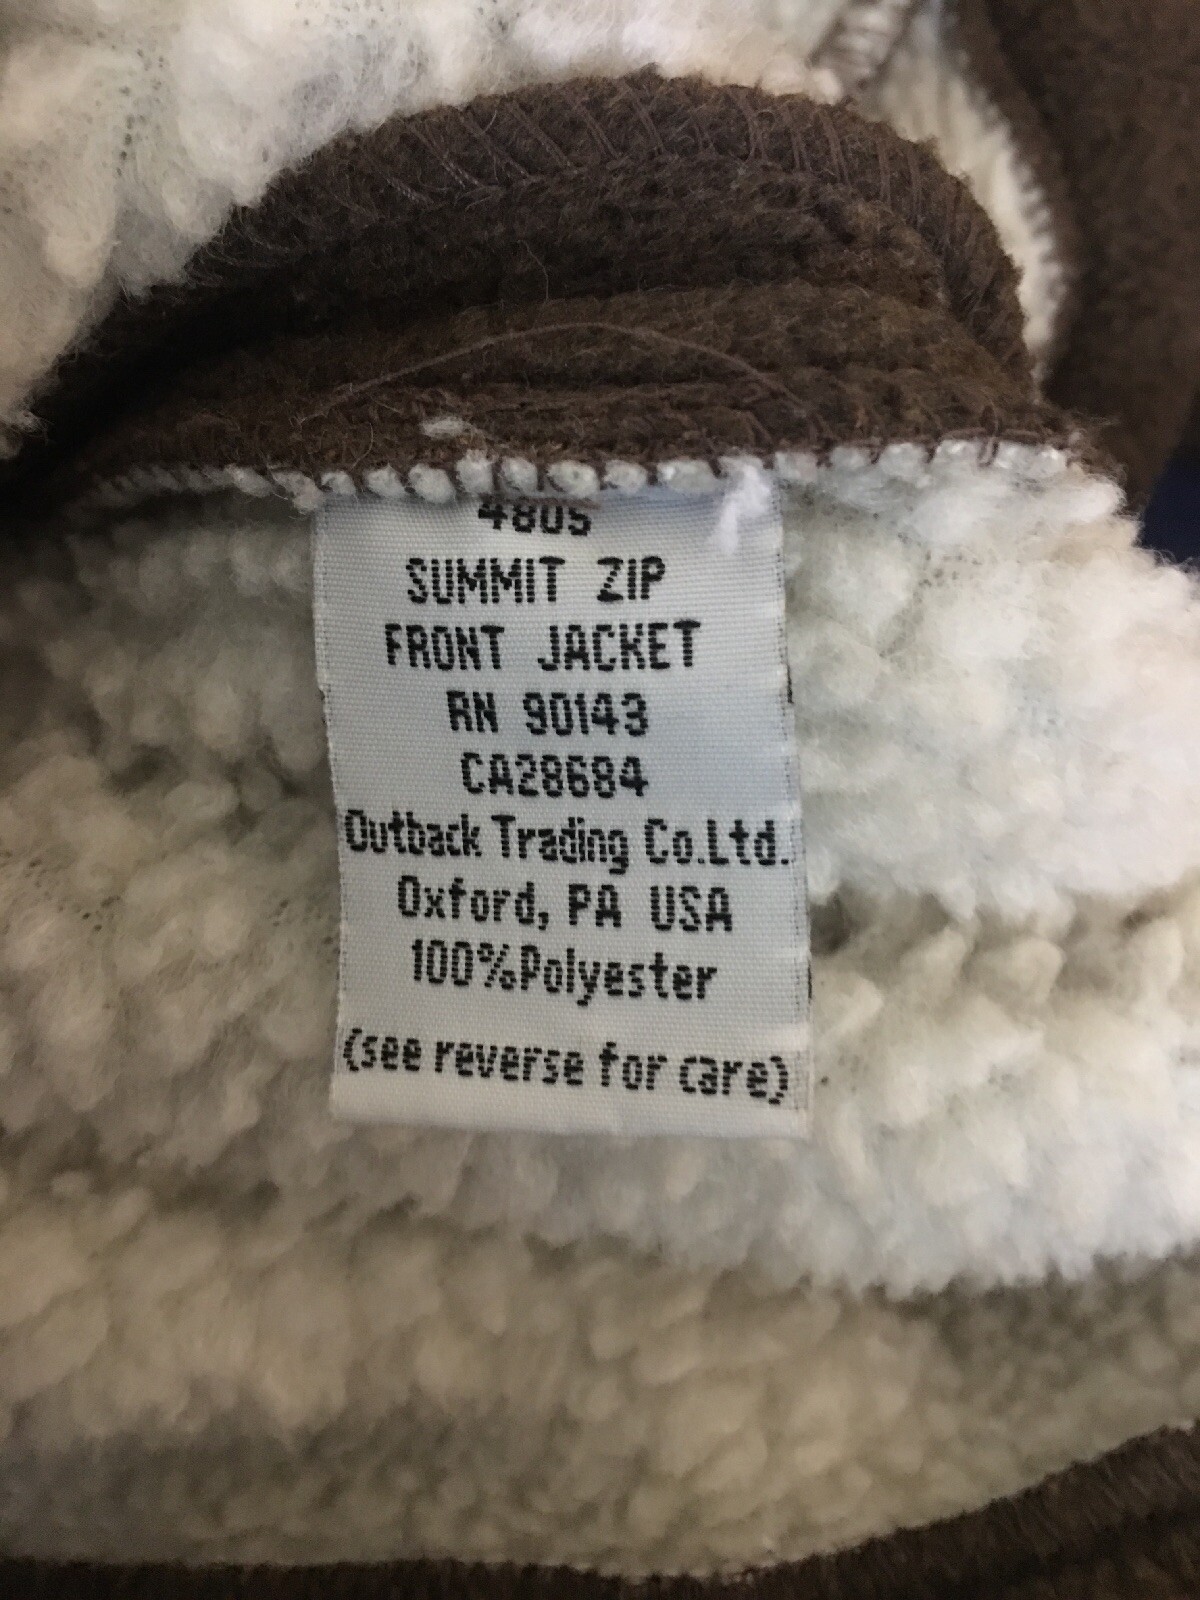 4805
SUMMIT ZIP
FRONT JACKET
RN 90143
CA28684
Outback Trading Co.Ltd.
Oxford, PA USA
100%Polyester
(see reverse for care)